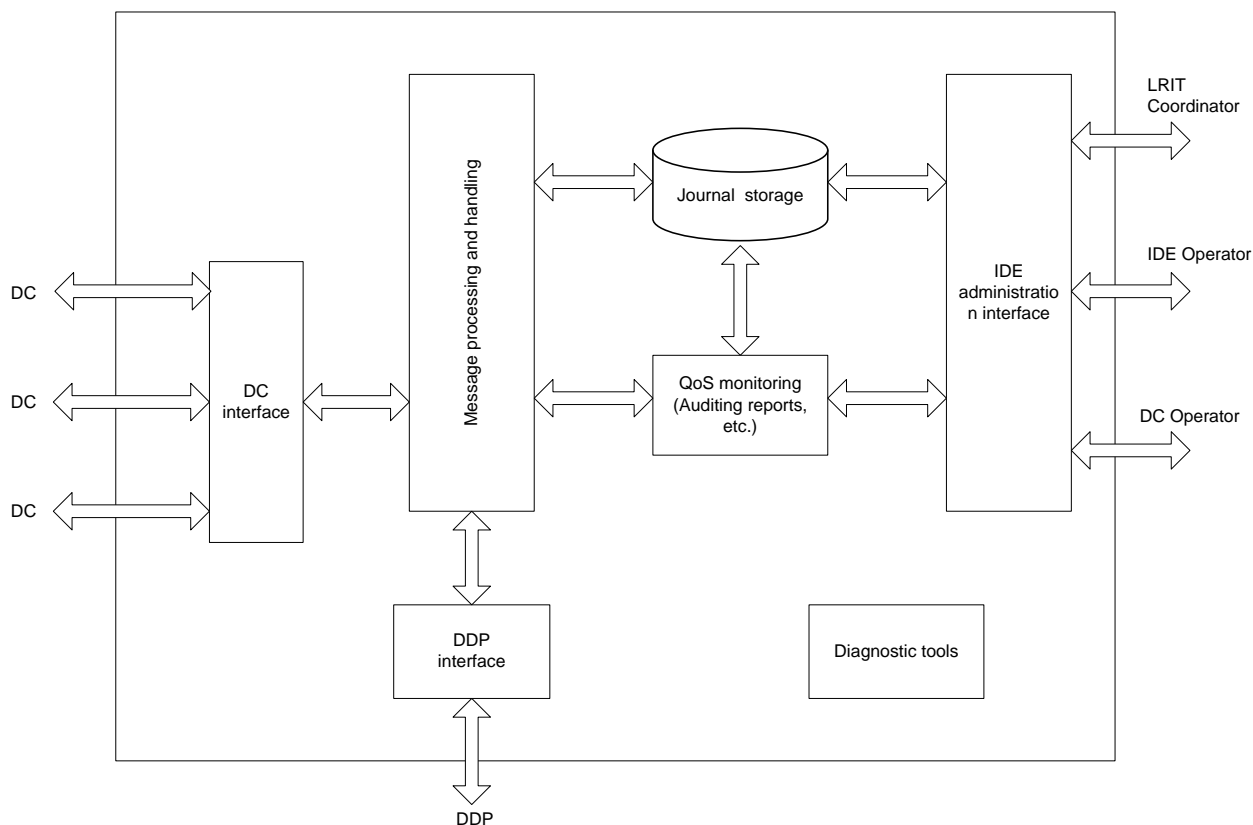 LRIT
Coordinator
Message processing and handling
Journal  storage
IDE Operator
IDE
administratio
n interface
DC
DC
DC
DC
interface
QoS monitoring
(Auditing reports,
etc.)
DC Operator
DDP
interface
Diagnostic tools
DDP